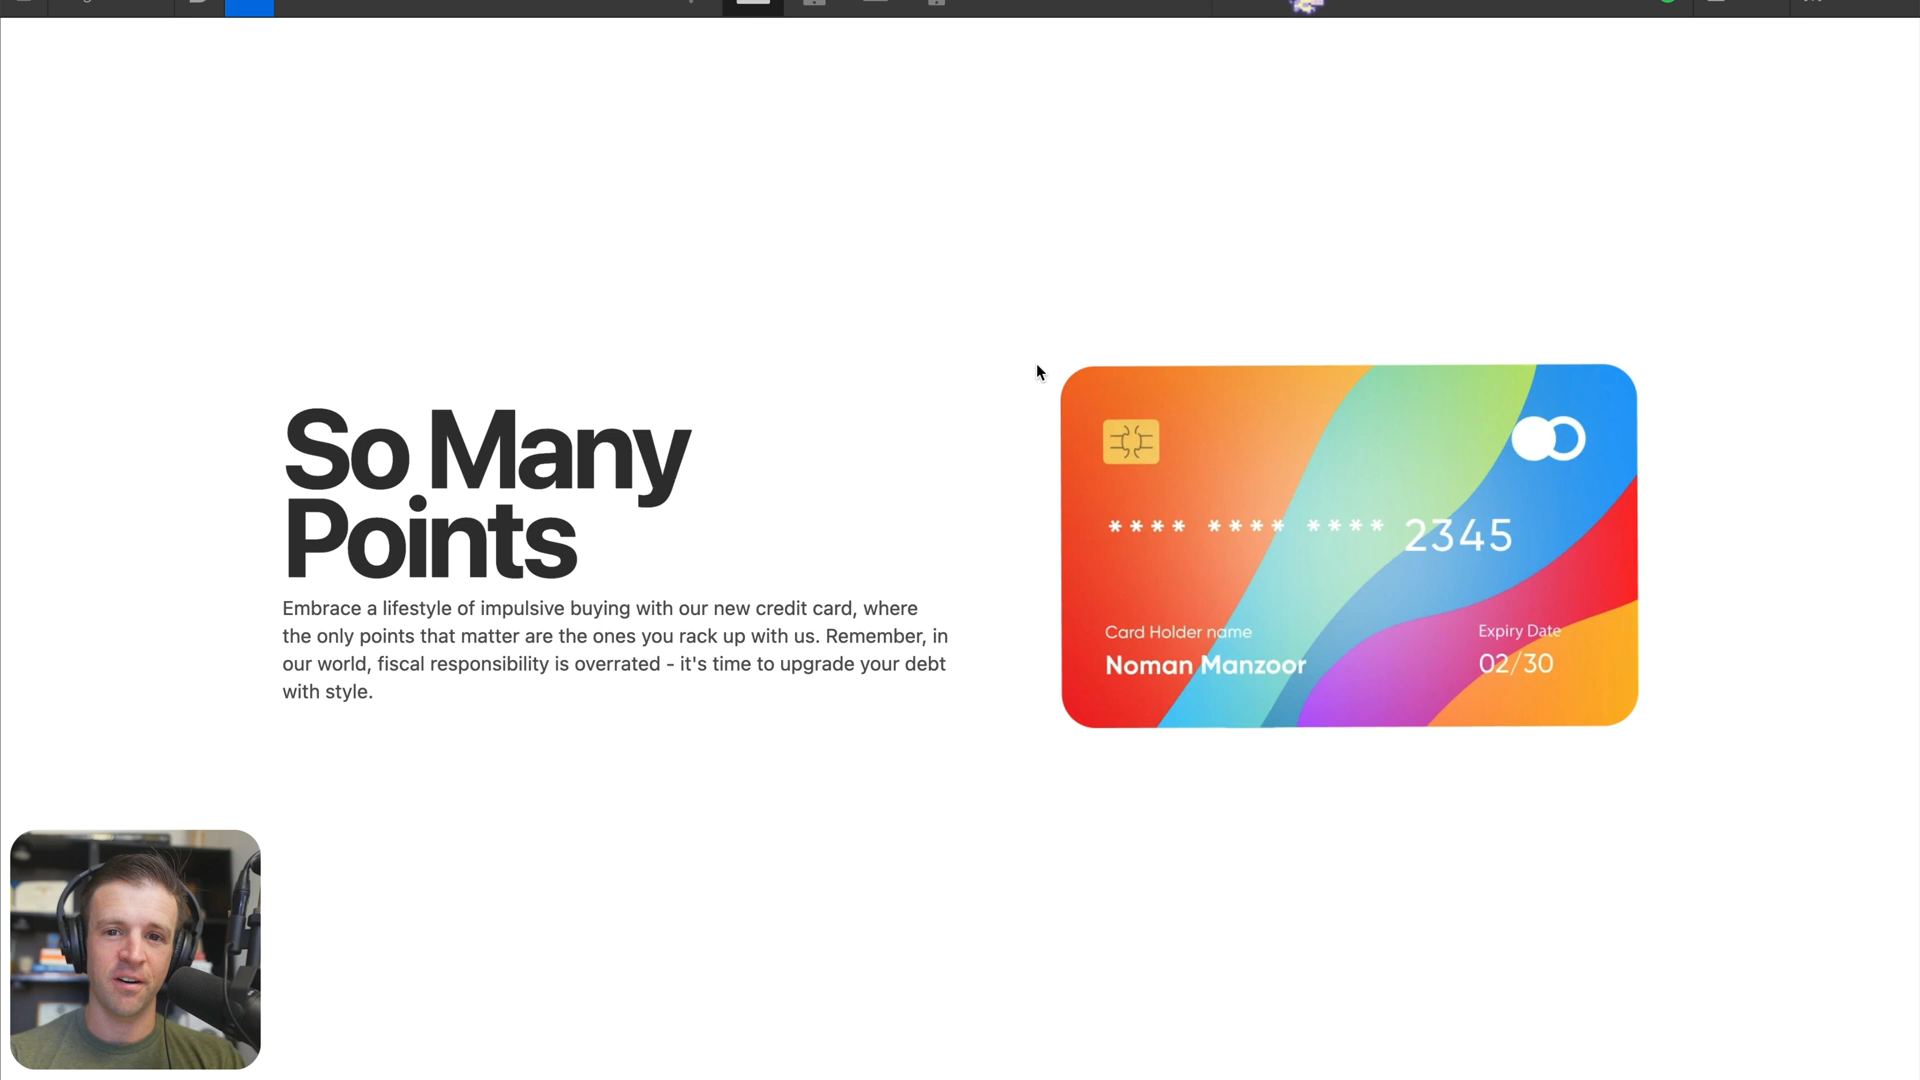 So Many
Points
Embrace a lifestyle of impulsive buying with our new credit card, where
the only points that matter are the ones you rack up with us. Remember, in
our world, fiscal responsibility is overrated - it's time to upgrade your debt
with style.
**** **** **** 2345
Card Holder name
Noman Manzoor
Expiry Date
02/30